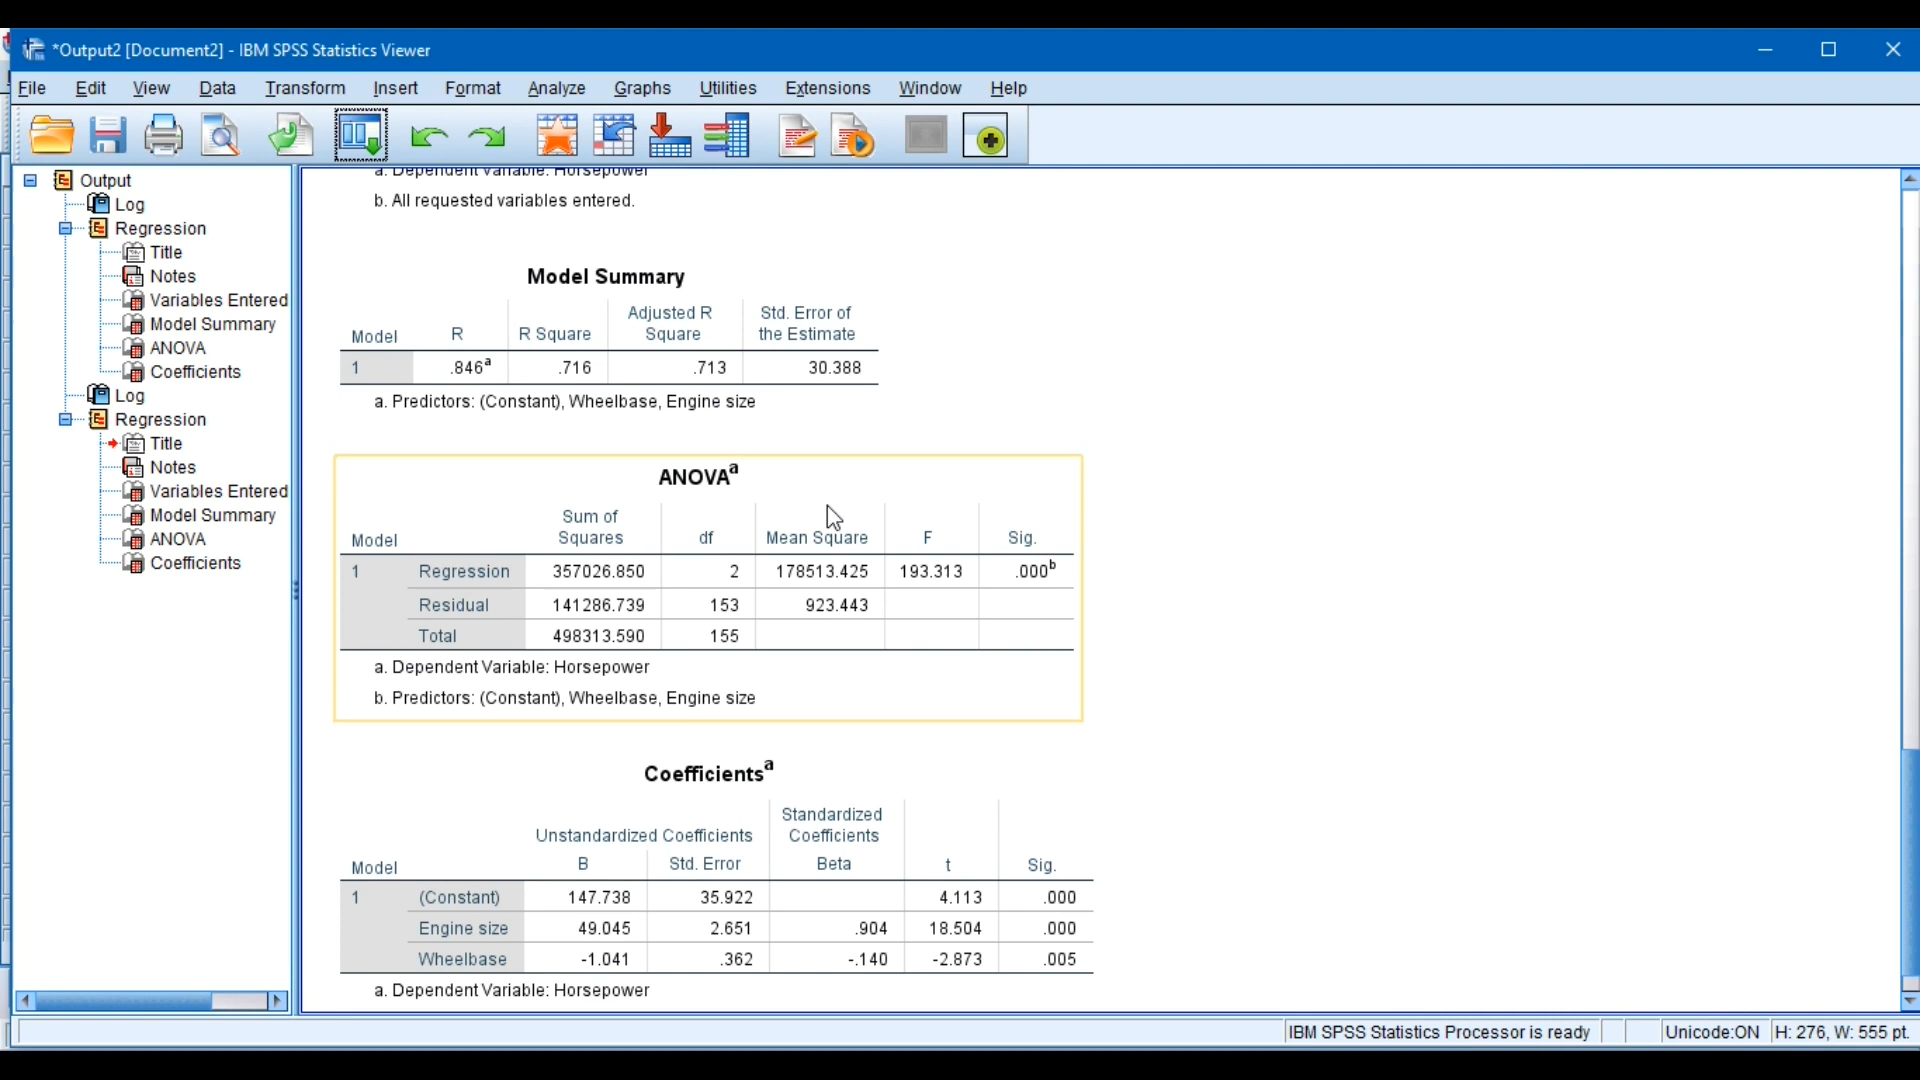 *Output2 [Document2] - IBM SPSS Statistics Viewer
File Edit View Data Transform Insert Format Analyze Graphs Utilities Extensions Window Help
Output
Log
Regression
Title
Notes
Variables Entered
Model Summary
ANOVA
Coefficients
Log
Regression
Title
Notes
Variables Entered
Model Summary
ANOVA
Coefficients
a. Dependent Variable: Horsepower
b. All requested variables entered.
Model Summary
Model R R Square Adjusted R Square Std. Error of the Estimate
1 .846a .716 .713 30.388
a. Predictors: (Constant), Wheelbase, Engine size
ANOVAa
Model Sum of Squares df Mean Square F Sig.
1 Regression 357026.850 2 178513.425 193.313 .000b
Residual 141286.739 153 923.443
Total 498313.590 155
a. Dependent Variable: Horsepower
b. Predictors: (Constant), Wheelbase, Engine size
Coefficientsa
Unstandardized Coefficients Standardized Coefficients
Model B Std. Error Beta t Sig.
1 (Constant) 147.738 35.922 4.113 .000
Engine size 49.045 2.651 .904 18.504 .000
Wheelbase -1.041 .362 -.140 -2.873 .005
a. Dependent Variable: Horsepower
IBM SPSS Statistics Processor is ready Unicode:ON H: 276, W: 555 pt.